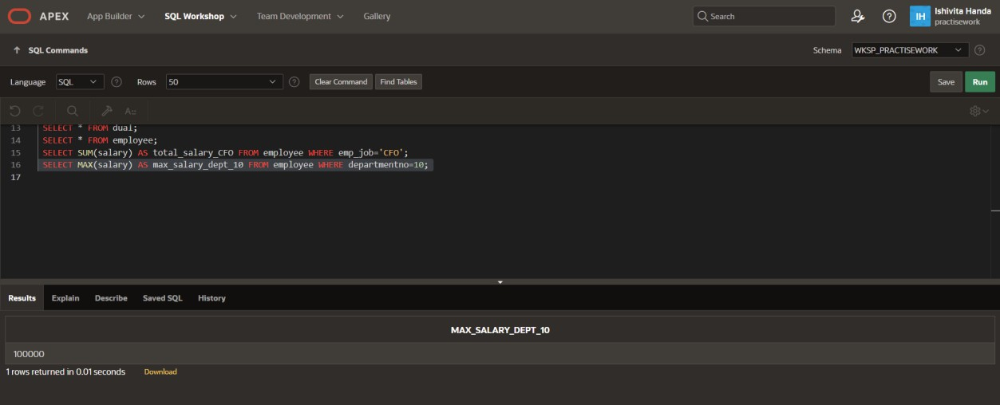 APEX App Builder SQL Workshop Team Development Gallery Search ? IH Ishivita Handa
practisework
SQL Commands Schema WKSP_PRACTISEWORK ?
Language SQL ? Rows 50 ? Clear Command Find Tables Save Run
A::
13 SELECT * FROM dual;
14 SELECT * FROM employee;
15 SELECT SUM(salary) AS total_salary_CFO FROM employee WHERE emp_job='CFO';
16 SELECT MAX(salary) AS max_salary_dept_10 FROM employee WHERE departmentno=10;
17
Results Explain Describe Saved SQL History
MAX_SALARY_DEPT_10
100000
1 rows returned in 0.01 seconds Download